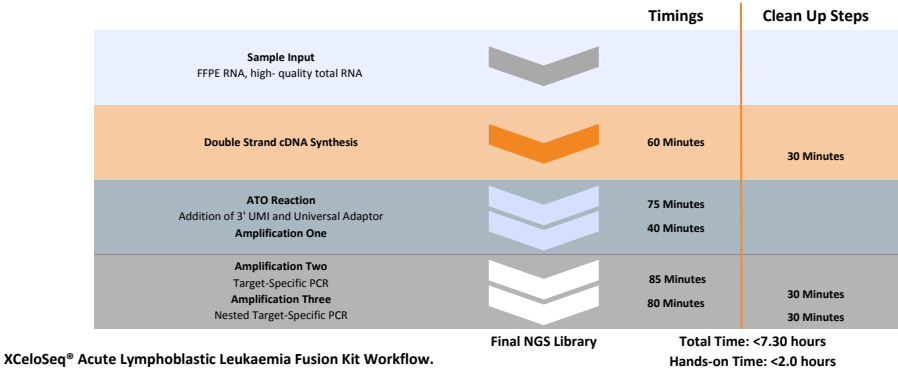 Timings
Clean Up Steps
Sample Input
FFPE RNA, high- quality total RNA
Double Strand cDNA Synthesis
60 Minutes
30 Minutes
ATO Reaction
75 Minutes
Addition of 3' UMI and Universal Adaptor
Amplification One
40 Minutes
Amplification Two
Target-Specific PCR
85 Minutes
Amplification Three
80 Minutes
30 Minutes
Nested Target-Specific PCR
30 Minutes
Final NGS Library
Total Time: <7.30 hours
XCeloSeq® Acute Lymphoblastic Leukaemia Fusion Kit Workflow.
Hands-on Time: <2.0 hours